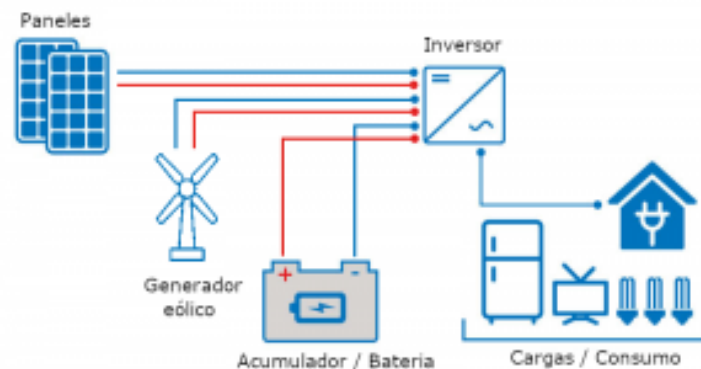 Paneles
Inversor
Generador
eólico
+ -
Acumulador / Bateria
Cargas / Consumo